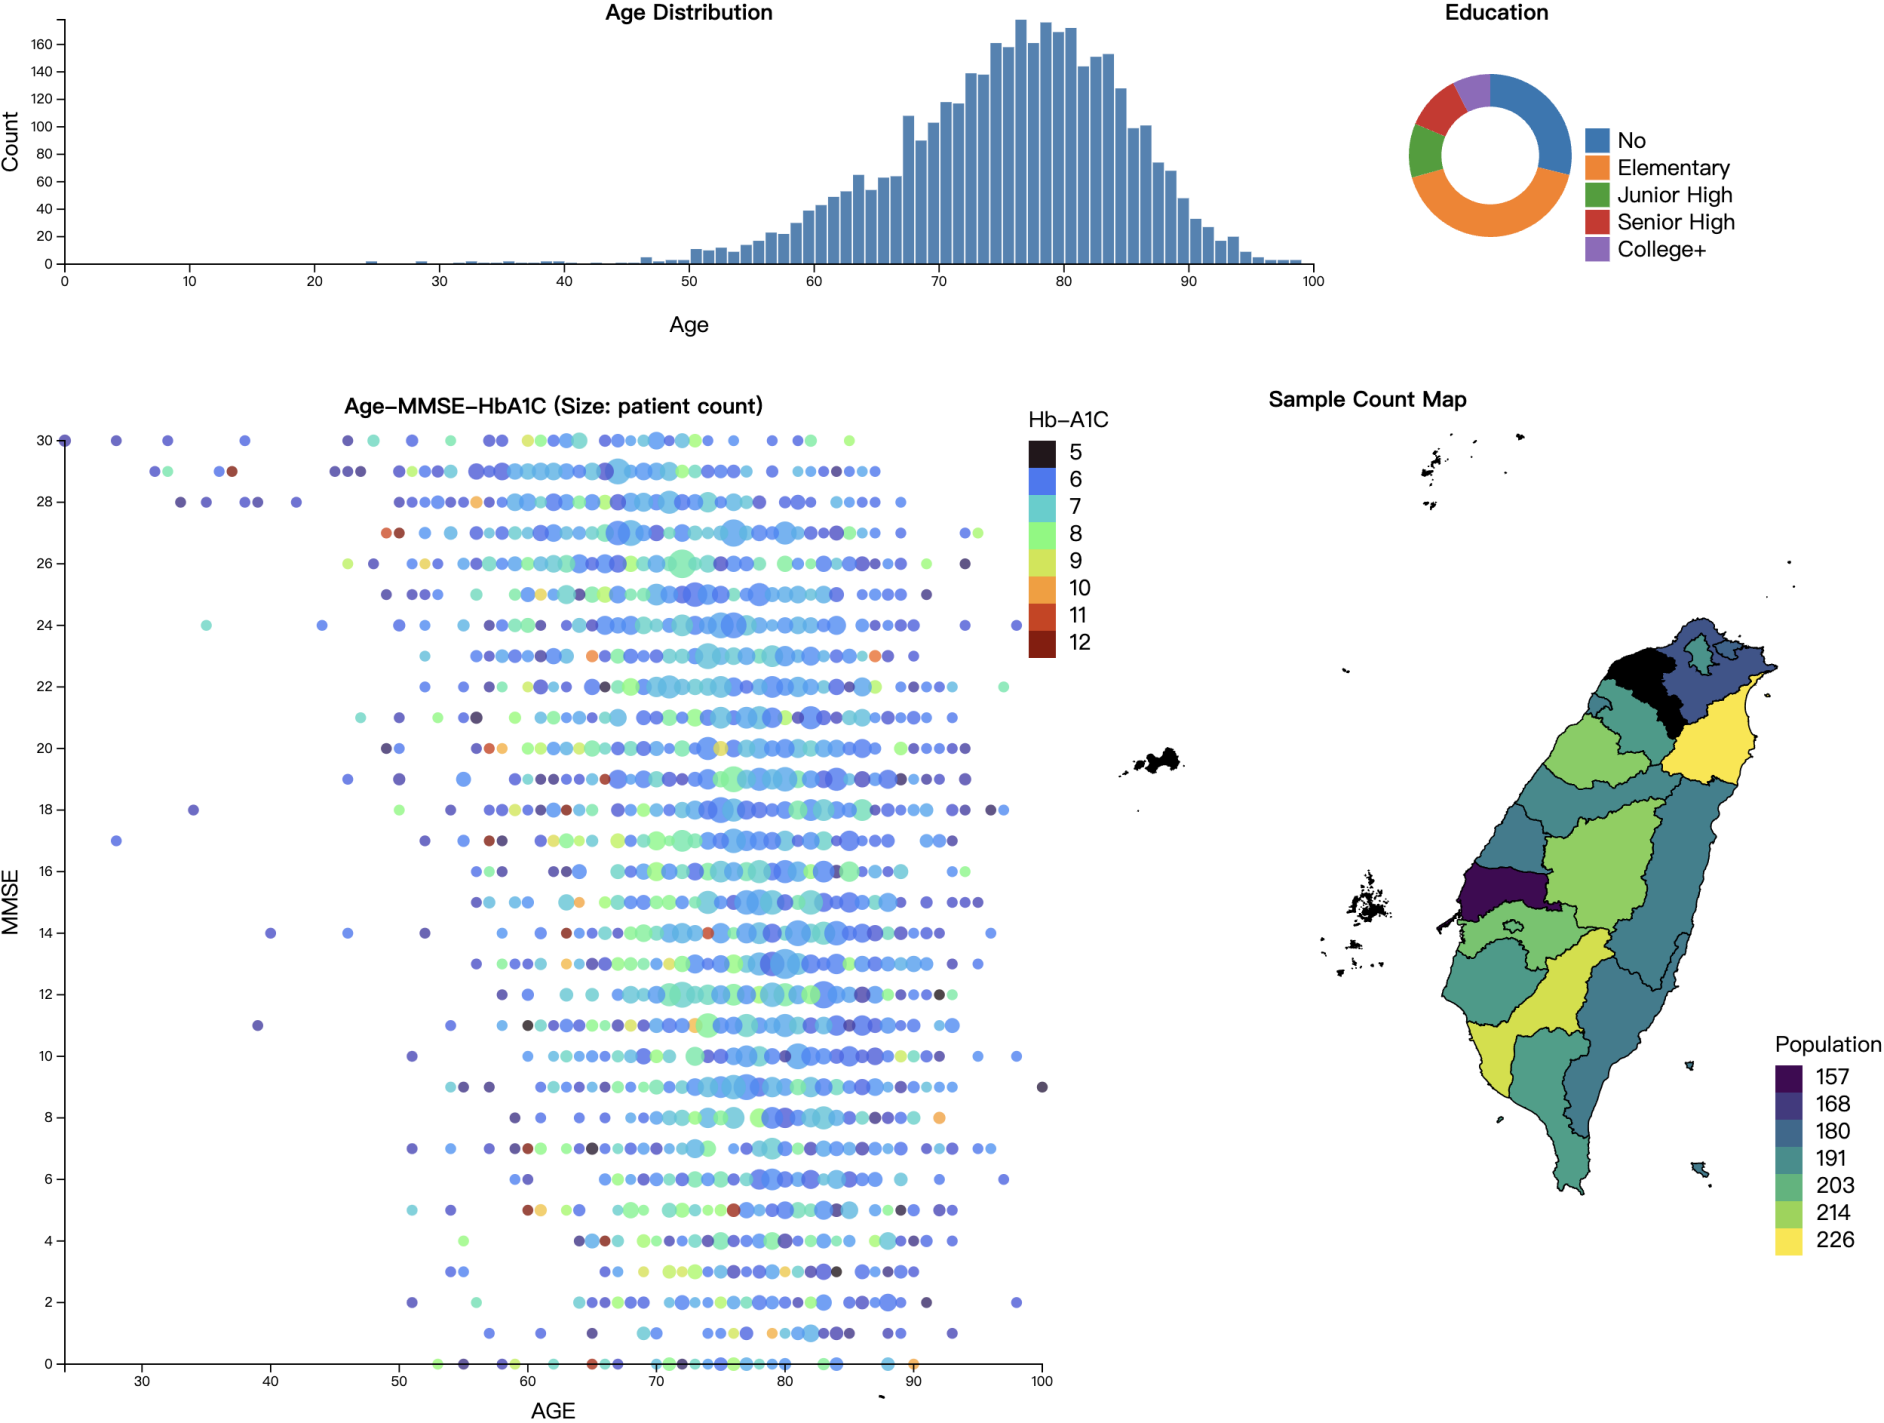 Age Distribution
Count
160
140
120
100
80
60
40
20
0
0 10 20 30 40 50 60 70 80 90 100
Age
Education
No
Elementary
Junior High
Senior High
College+
Age–MMSE–HbA1C (Size: patient count)
MMSE
30
28
26
24
22
20
18
16
14
12
10
8
6
4
2
0
30 40 50 60 70 80 90 100
AGE
Hb–A1C
5
6
7
8
9
10
11
12
Sample Count Map
Population
157
168
180
191
203
214
226